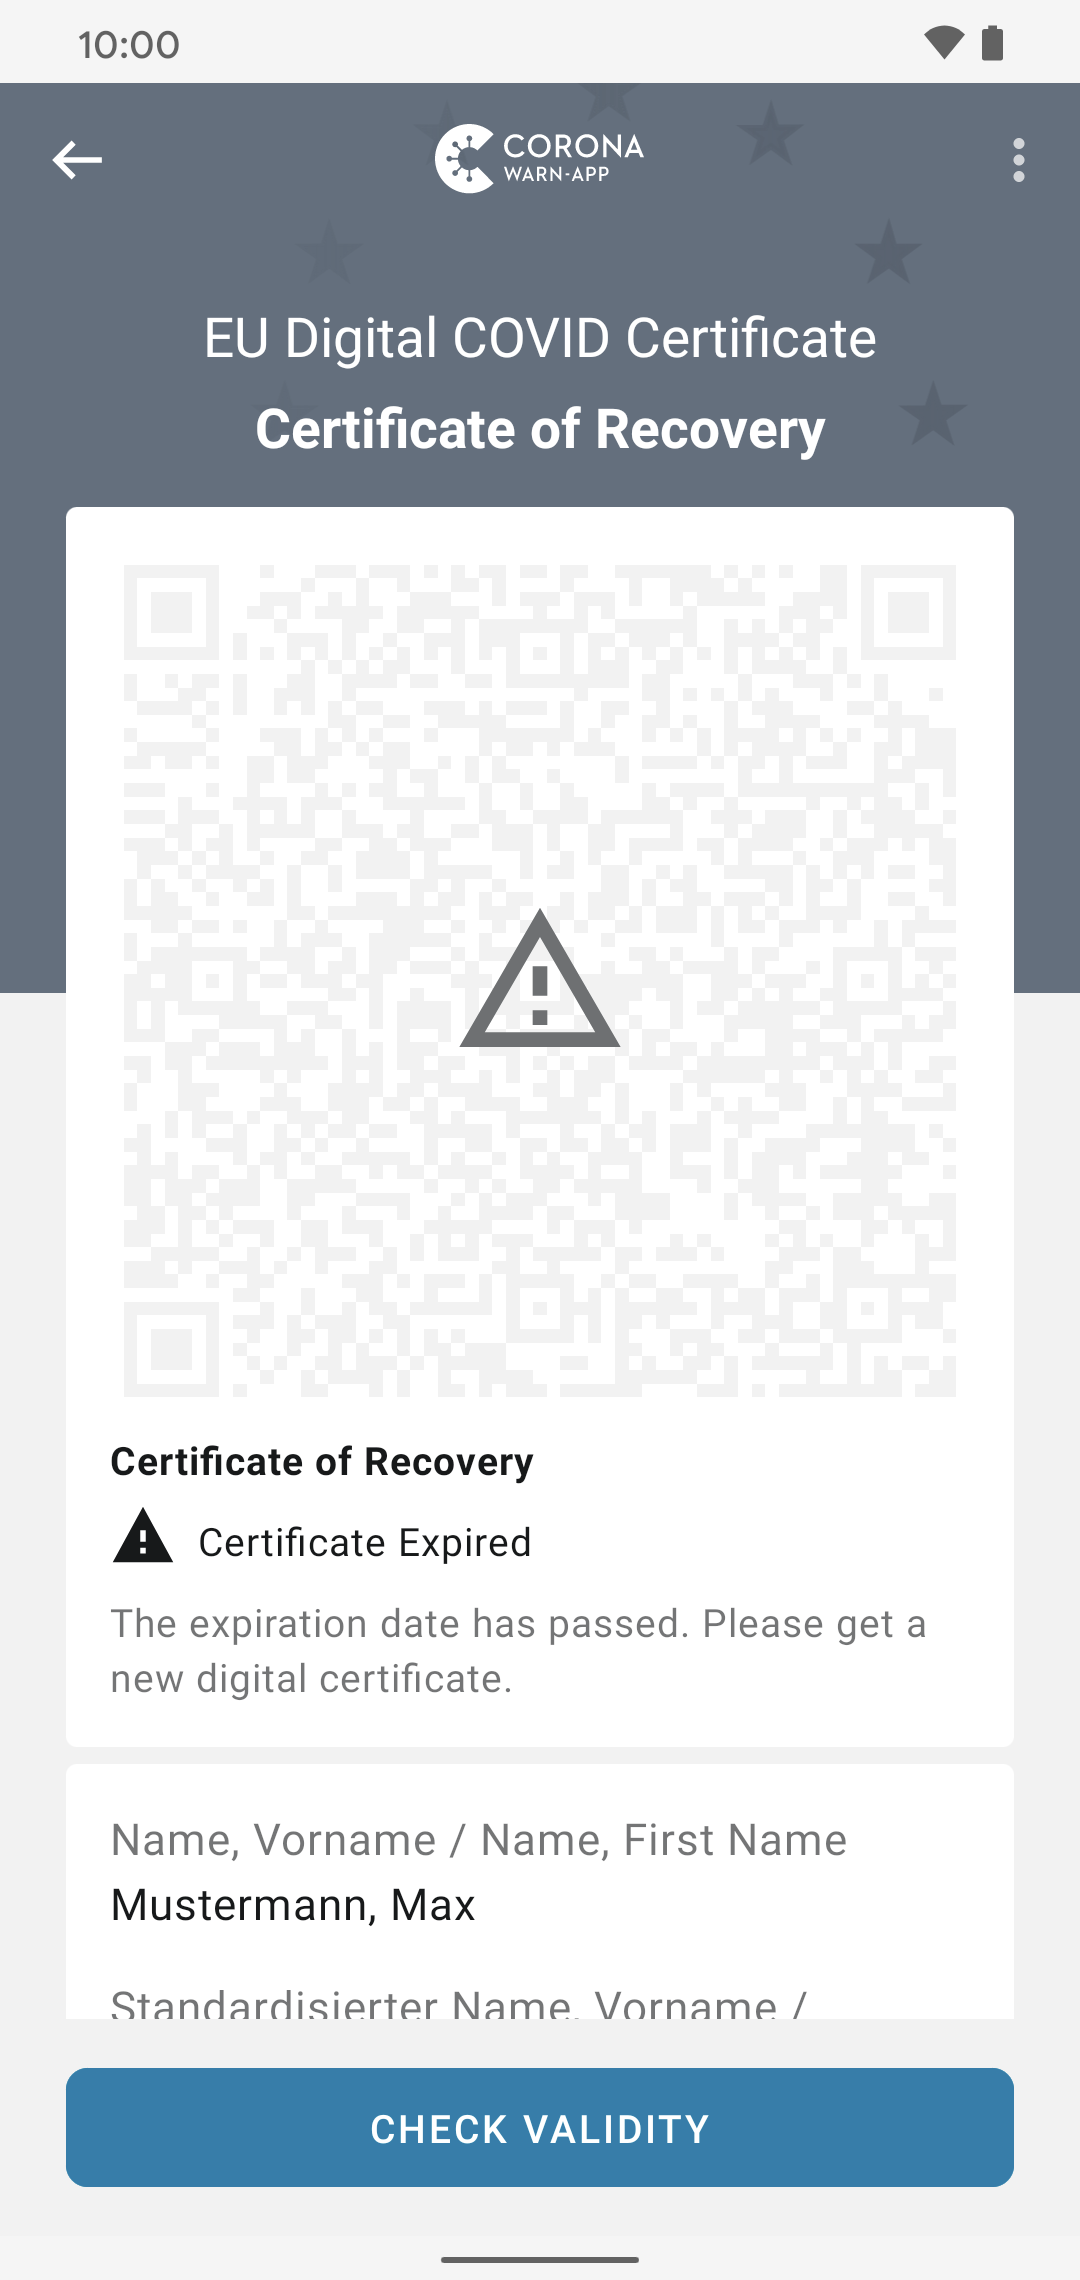 10:00
CORONA
WARN-APP
EU Digital COVID Certificate
Certificate of Recovery
Certificate of Recovery
Certificate Expired
The expiration date has passed. Please get a
new digital certificate.
Name, Vorname / Name, First Name
Mustermann, Max
Standardisierter Name, Vorname /
CHECK VALIDITY